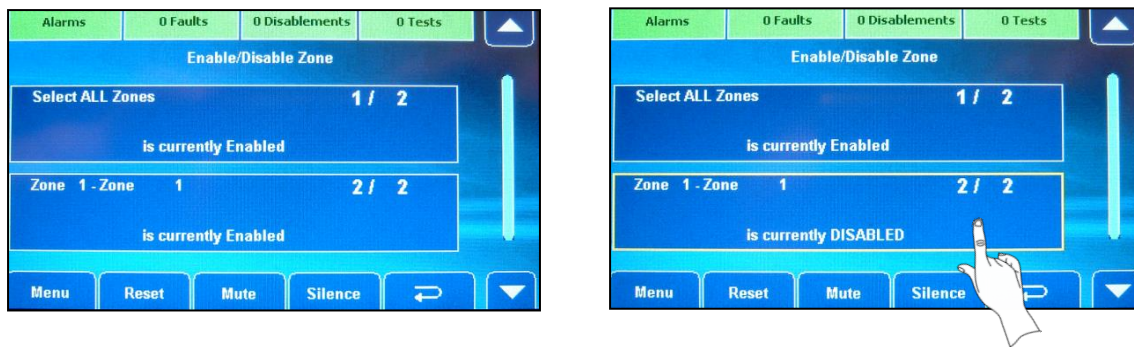 Alarms 0 Faults 0 Disablements 0 Tests
Enable/Disable Zone
Select ALL Zones 1 / 2
is currently Enabled
Zone 1 - Zone 1 2 / 2
is currently Enabled
Menu Reset Mute Silence
Alarms 0 Faults 0 Disablements 0 Tests
Enable/Disable Zone
Select ALL Zones 1 / 2
is currently Enabled
Zone 1 - Zone 1 2 / 2
is currently DISABLED
Menu Reset Mute Silence